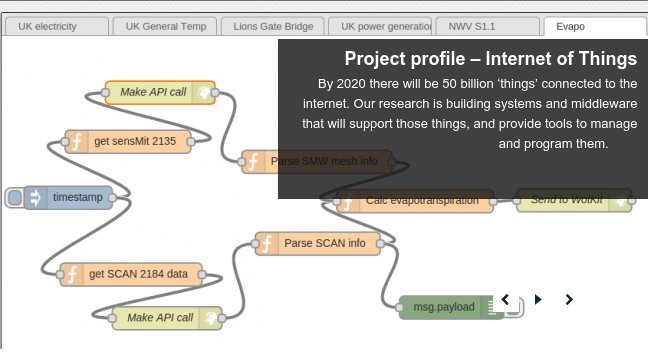 UK electricity
UK General Temp
Lions Gate Bridge
UK power generation
NWV S1.1
Evapo
Project profile – Internet of Things
By 2020 there will be 50 billion 'things' connected to the
internet. Our research is building systems and middleware
that will support those things, and provide tools to manage
and program them.
Make API call
get sensMit 2135
Parse SMW mesh info
timestamp
Calc evapotranspiration
Send to WotKit
Parse SCAN info
get SCAN 2184 data
msg.payload
Make API call